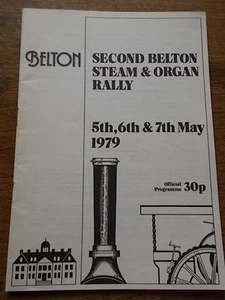 BELTON
SECOND BELTON
STEAM & ORGAN
RALLY
5th,6th & 7th May
1979
Official
Programme 30p